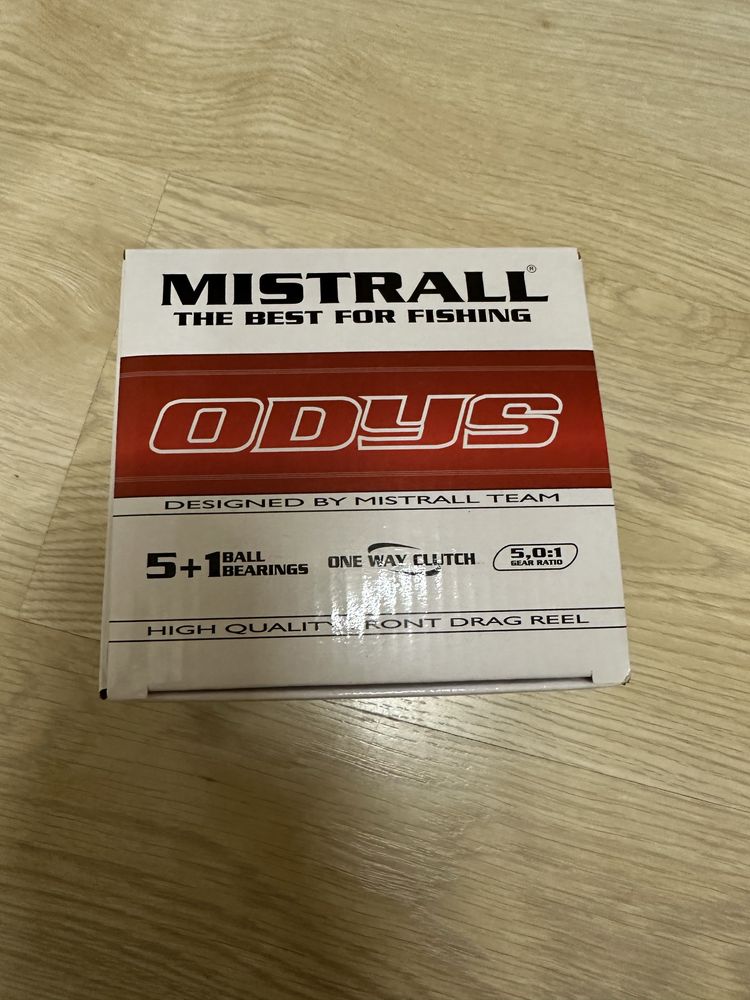 MISTRALL®
THE BEST FOR FISHING
ODYS
DESIGNED BY MISTRALL TEAM
5+1 BALL BEARINGS
ONE WAY CLUTCH
5,0:1
GEAR RATIO
HIGH QUALITY FRONT DRAG REEL